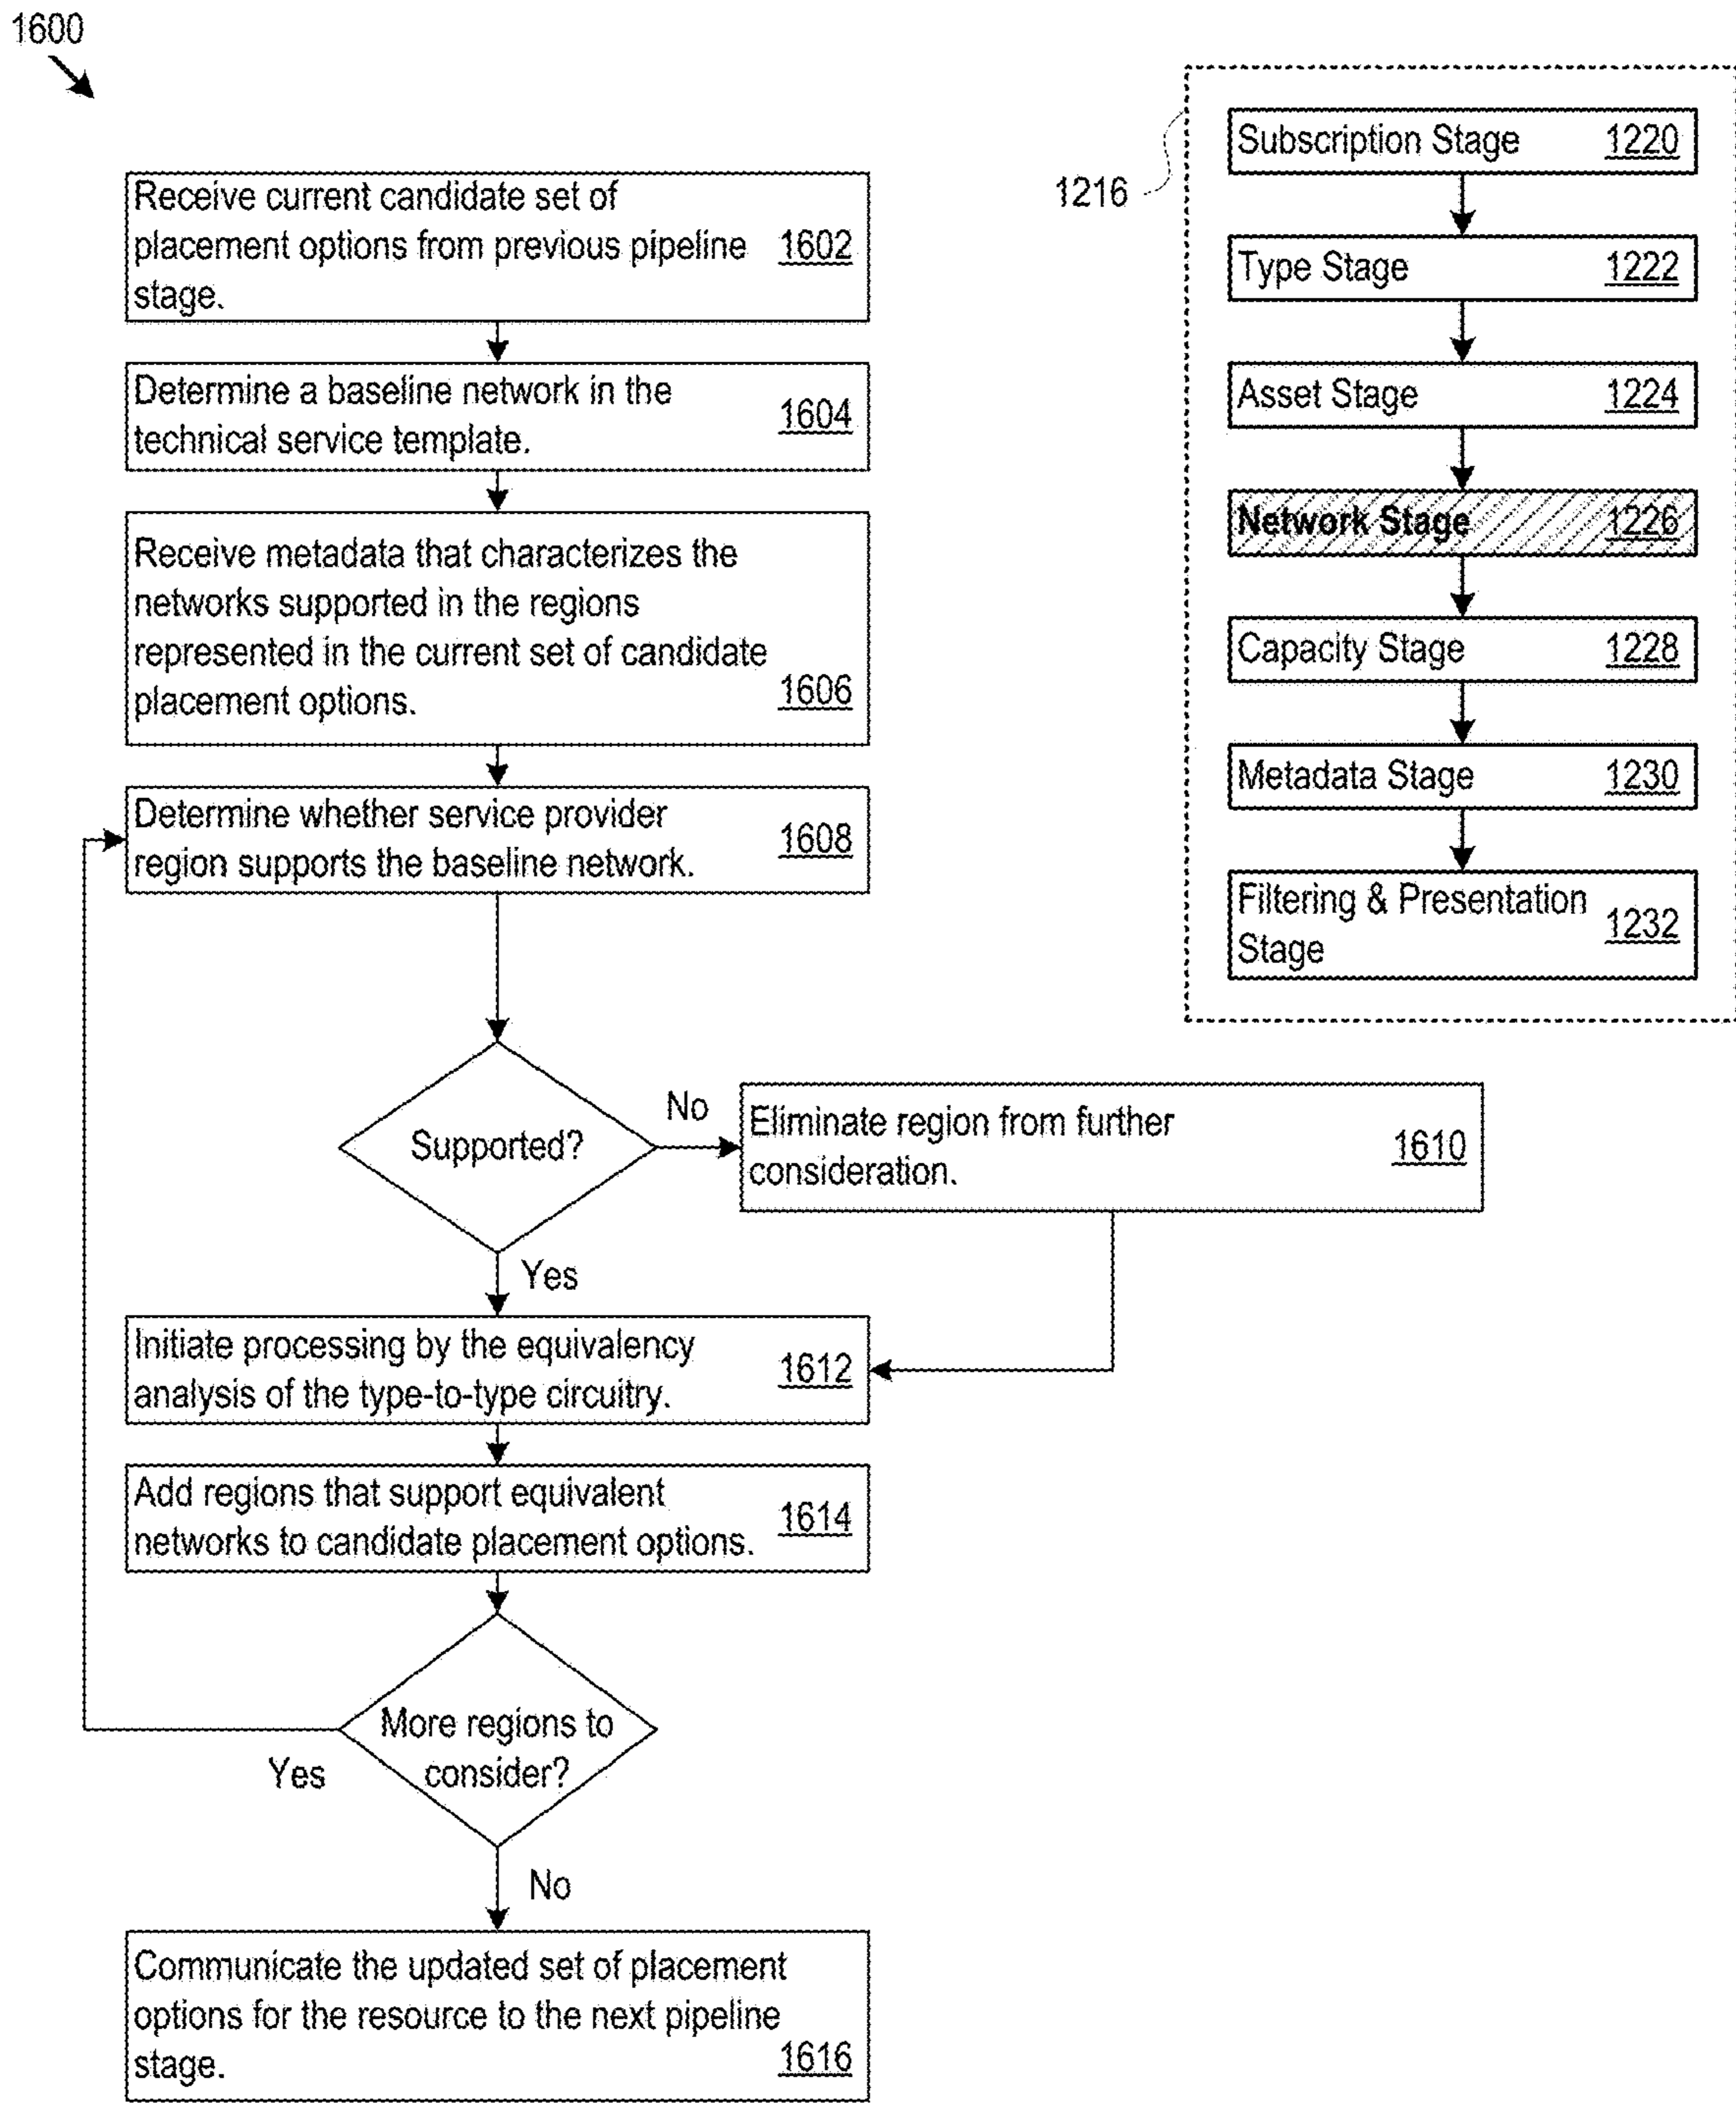 1600
Receive current candidate set of
placement options from previous pipeline 1602
stage.
Determine a baseline network in the
technical service template. 1604
Receive metadata that characterizes the
networks supported in the regions
represented in the current set of candidate
placement options. 1606
Determine whether service provider
region supports the baseline network. 1608
Supported?
No
Eliminate region from further
consideration. 1610
Yes
Initiate processing by the equivalency
analysis of the type-to-type circuitry. 1612
Add regions that support equivalent
networks to candidate placement options. 1614
More regions to
consider?
Yes
No
Communicate the updated set of placement
options for the resource to the next pipeline
stage. 1616
1216
Subscription Stage 1220
Type Stage 1222
Asset Stage 1224
Network Stage 1226
Capacity Stage 1228
Metadata Stage 1230
Filtering & Presentation
Stage 1232